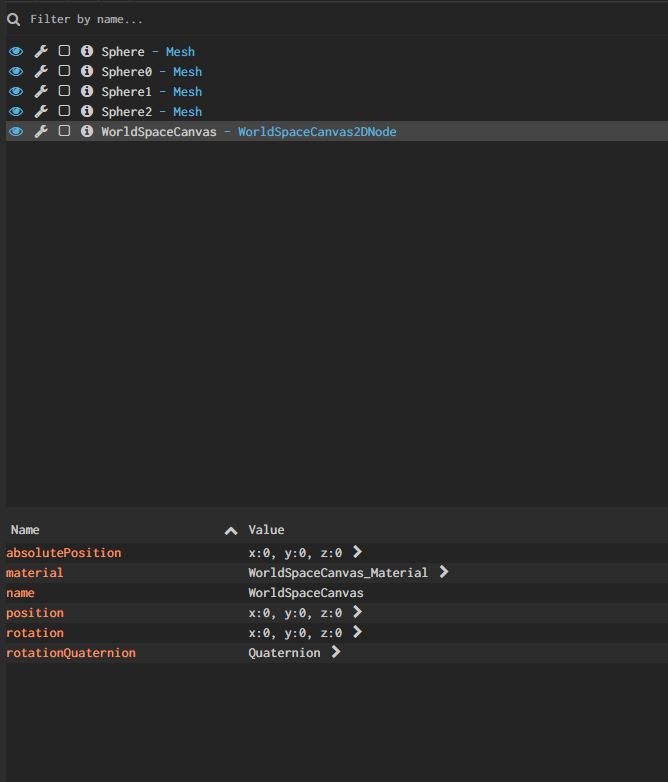 Filter by name...
Sphere - Mesh
Sphere0 - Mesh
Sphere1 - Mesh
Sphere2 - Mesh
WorldSpaceCanvas - WorldSpaceCanvas2DNode
Name Value
absolutePosition x:0, y:0, z:0
material WorldSpaceCanvas_Material
name WorldSpaceCanvas
position x:0, y:0, z:0
rotation x:0, y:0, z:0
rotationQuaternion Quaternion